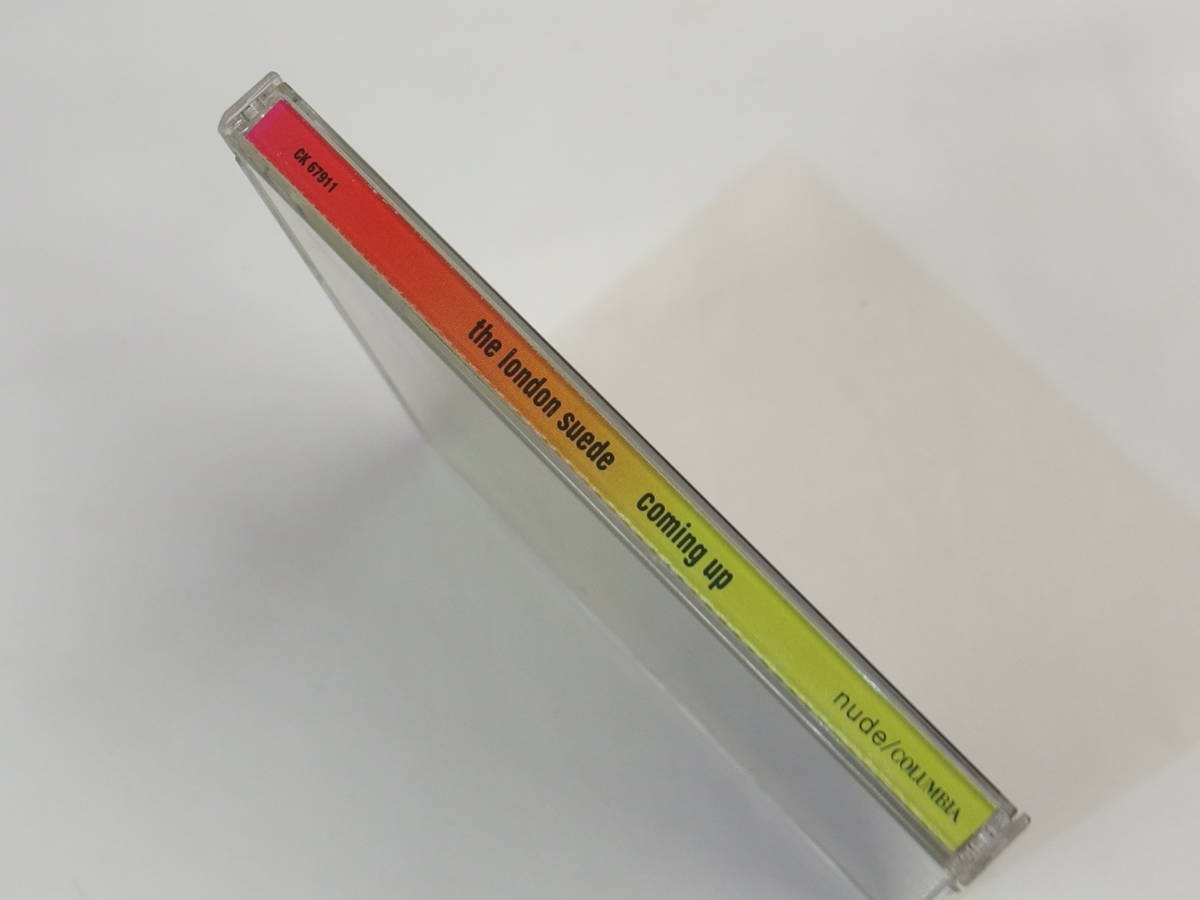 CK 67911
the london suede
coming up
nude/COLUMBIA